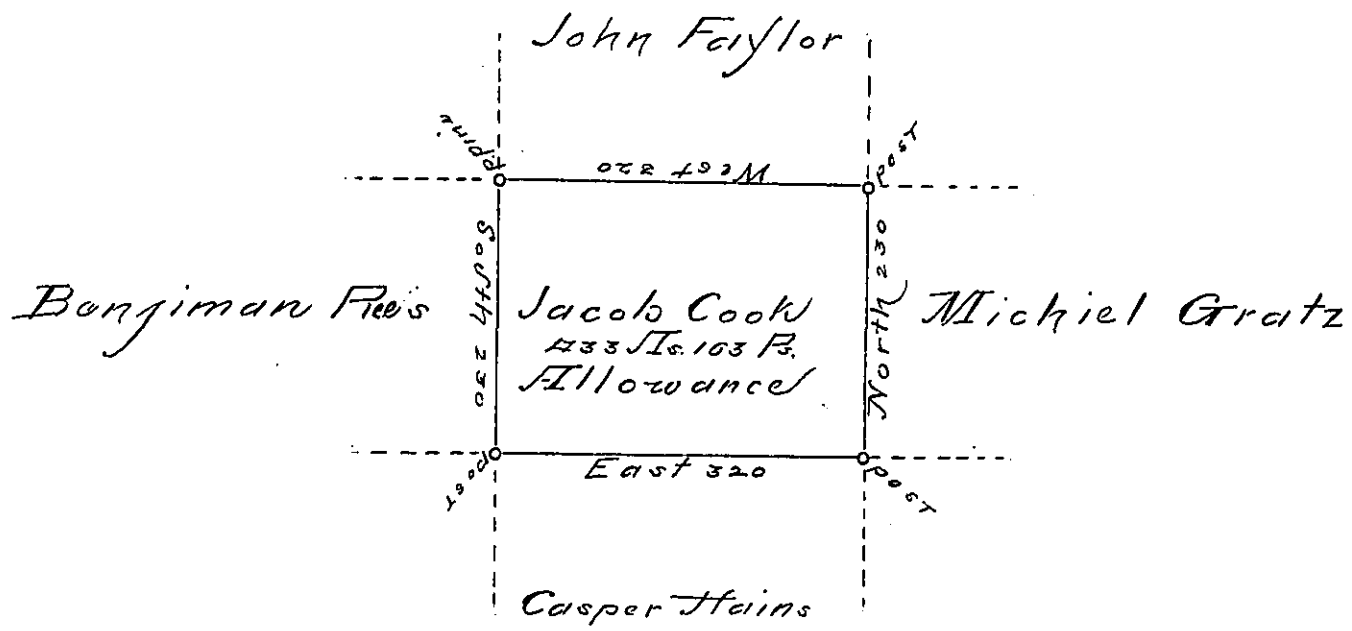 John Faylor
p,pine
West 320
post
South 230
North 230
Benjiman Rees
Jacob Cook
Michiel Gratz
433 As. 163 Ps.
Allowance
post
East 320
post
Casper Hains